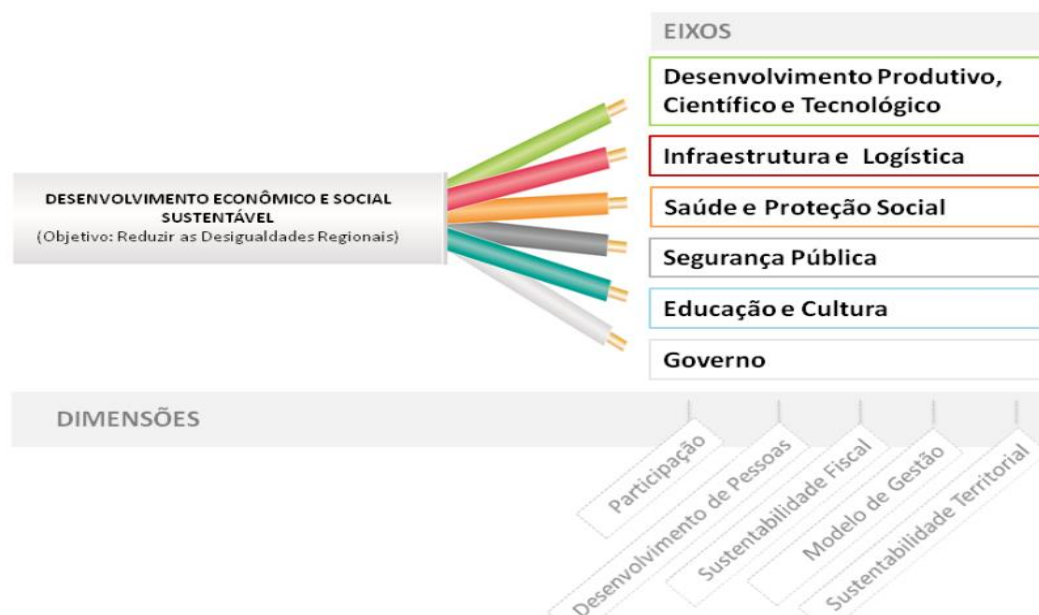 EIXOS
Desenvolvimento Produtivo,
Científico e Tecnológico
Infraestrutura e Logística
Saúde e Proteção Social
Segurança Pública
Educação e Cultura
Governo
DESENVOLVIMENTO ECONÔMICO E SOCIAL
SUSTENTÁVEL
(Objetivo: Reduzir as Desigualdades Regionais)
DIMENSÕES
Participação
Desenvolvimento de Pessoas
Sustentabilidade Fiscal
Modelo de Gestão
Sustentabilidade Territorial